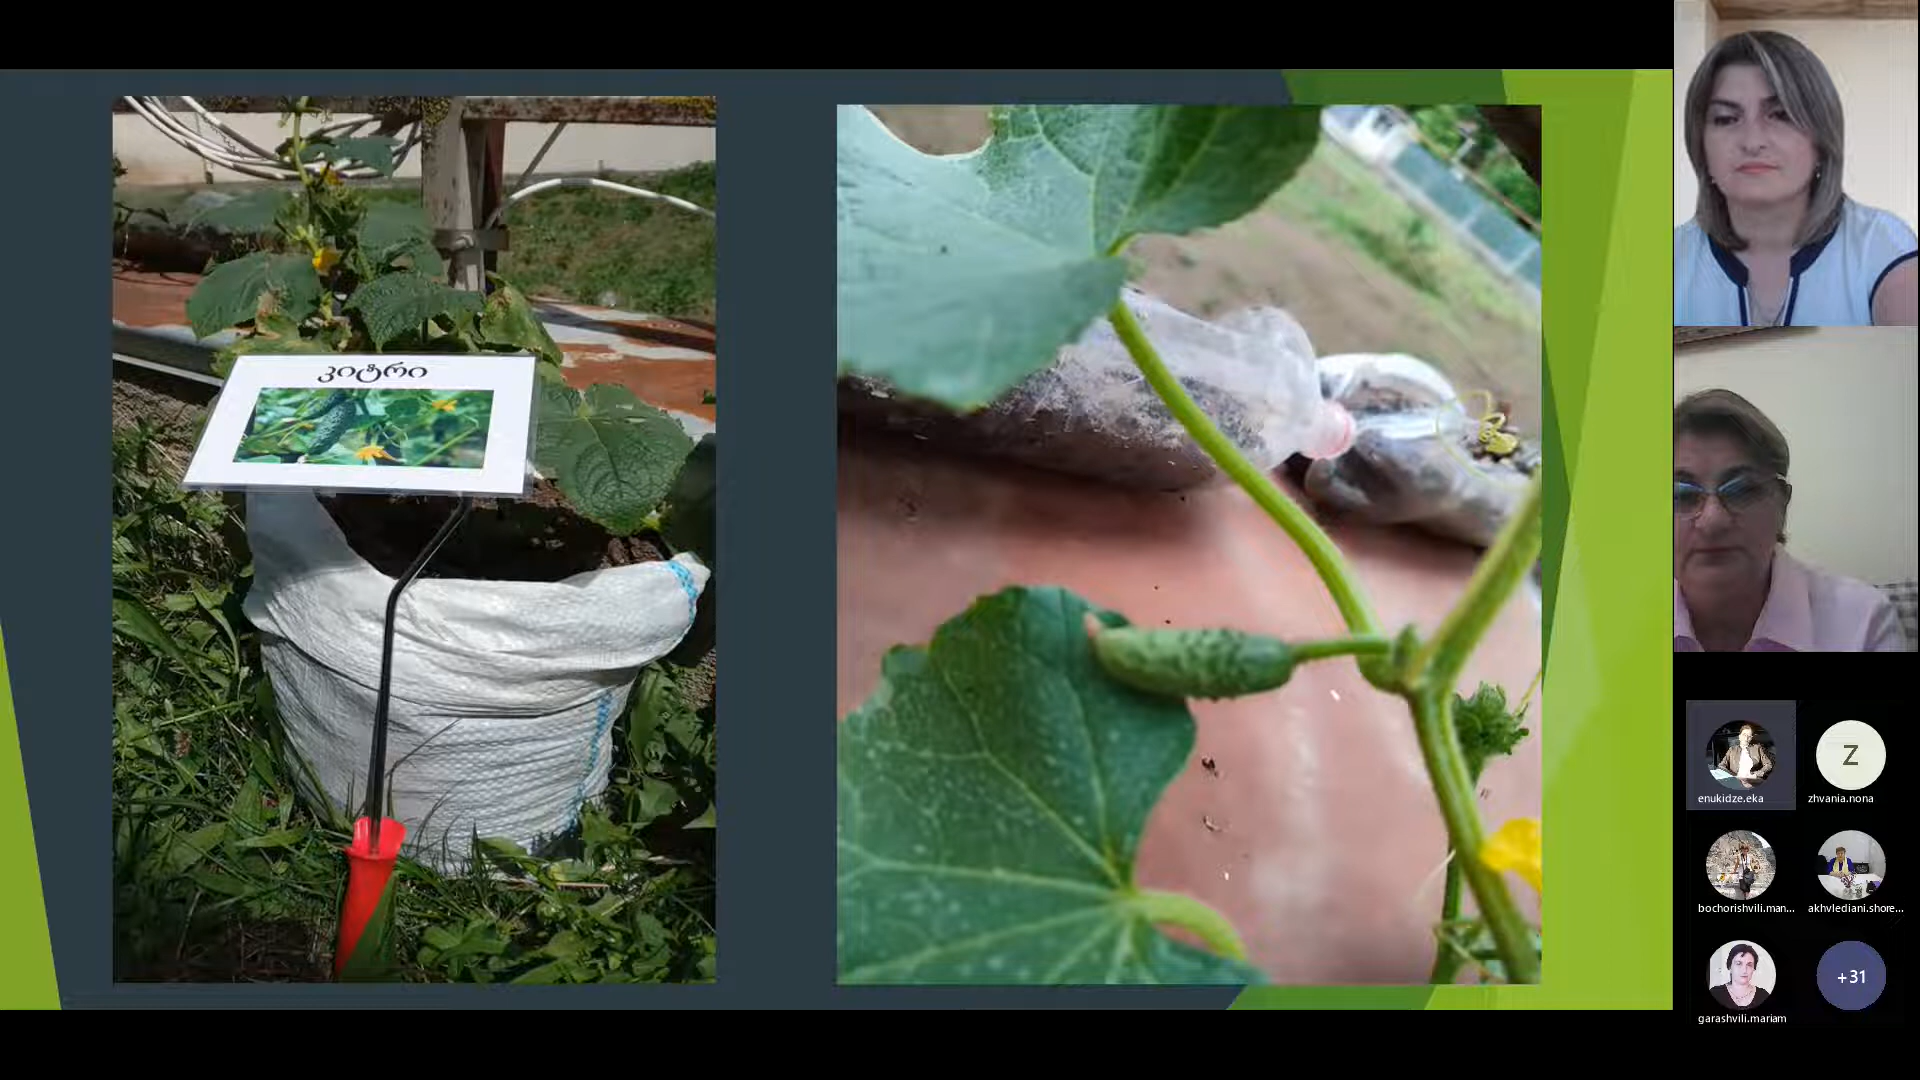 კიტრი
enukidze.eka
Z
zhvania.nona
bochorishvili.man...
akhvlediani.shore...
garashvili.mariam
+31